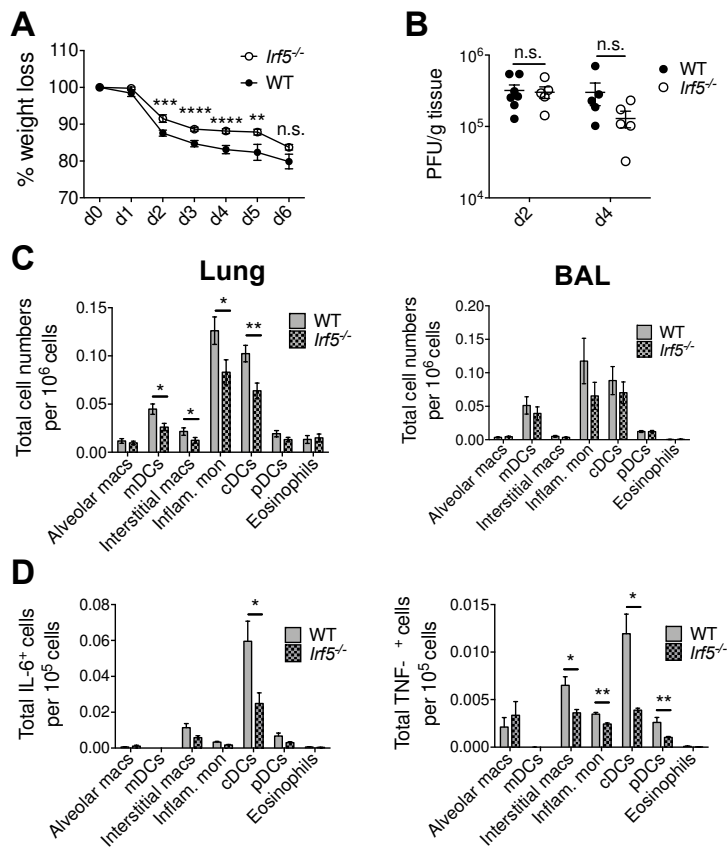 A
% weight loss
110
100
90
80
70
Irf5-/-
WT
***
****
****
**
n.s.
d0
d1
d2
d3
d4
d5
d6
B
PFU/g tissue
10^6
10^5
10^4
n.s.
n.s.
WT
Irf5-/-
d2
d4
C
Lung
Total cell numbers
per 10^6 cells
0.15
0.10
0.05
0.00
*
*
*
**
WT
Irf5-/-
Alveolar macs
mDCs
Interstitial macs
Inflam. mon
cDCs
pDCs
Eosinophils
BAL
Total cell numbers
per 10^6 cells
0.20
0.15
0.10
0.05
0.00
WT
Irf5-/-
Alveolar macs
mDCs
Interstitial macs
Inflam. mon
cDCs
pDCs
Eosinophils
D
Total IL-6+ cells
per 10^5 cells
0.08
0.06
0.04
0.02
0.00
*
WT
Irf5-/-
Alveolar macs
mDCs
Interstitial macs
Inflam. mon
cDCs
pDCs
Eosinophils
Total TNF- + cells
per 10^5 cells
0.015
0.010
0.005
0.000
*
**
*
**
WT
Irf5-/-
Alveolar macs
mDCs
Interstitial macs
Inflam. mon
cDCs
pDCs
Eosinophils